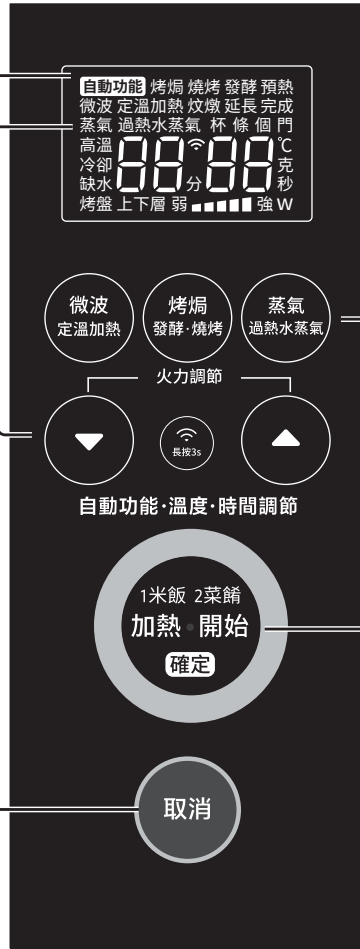 自動功能 烤焗 燒烤 發酵 預熱
微波 定溫加熱 炆燉 延長 完成
蒸氣 過熱水蒸氣 杯 條 個 門
高溫 ℃
冷卻 88 88 克
缺水 分 秒
烤盤 上下層 弱 強 W
微波 烤焗 蒸氣
定溫加熱 發酵·燒烤 過熱水蒸氣
火力調節
長按3s
自動功能·溫度·時間調節
1米飯 2菜餚
加熱·開始
確定
取消